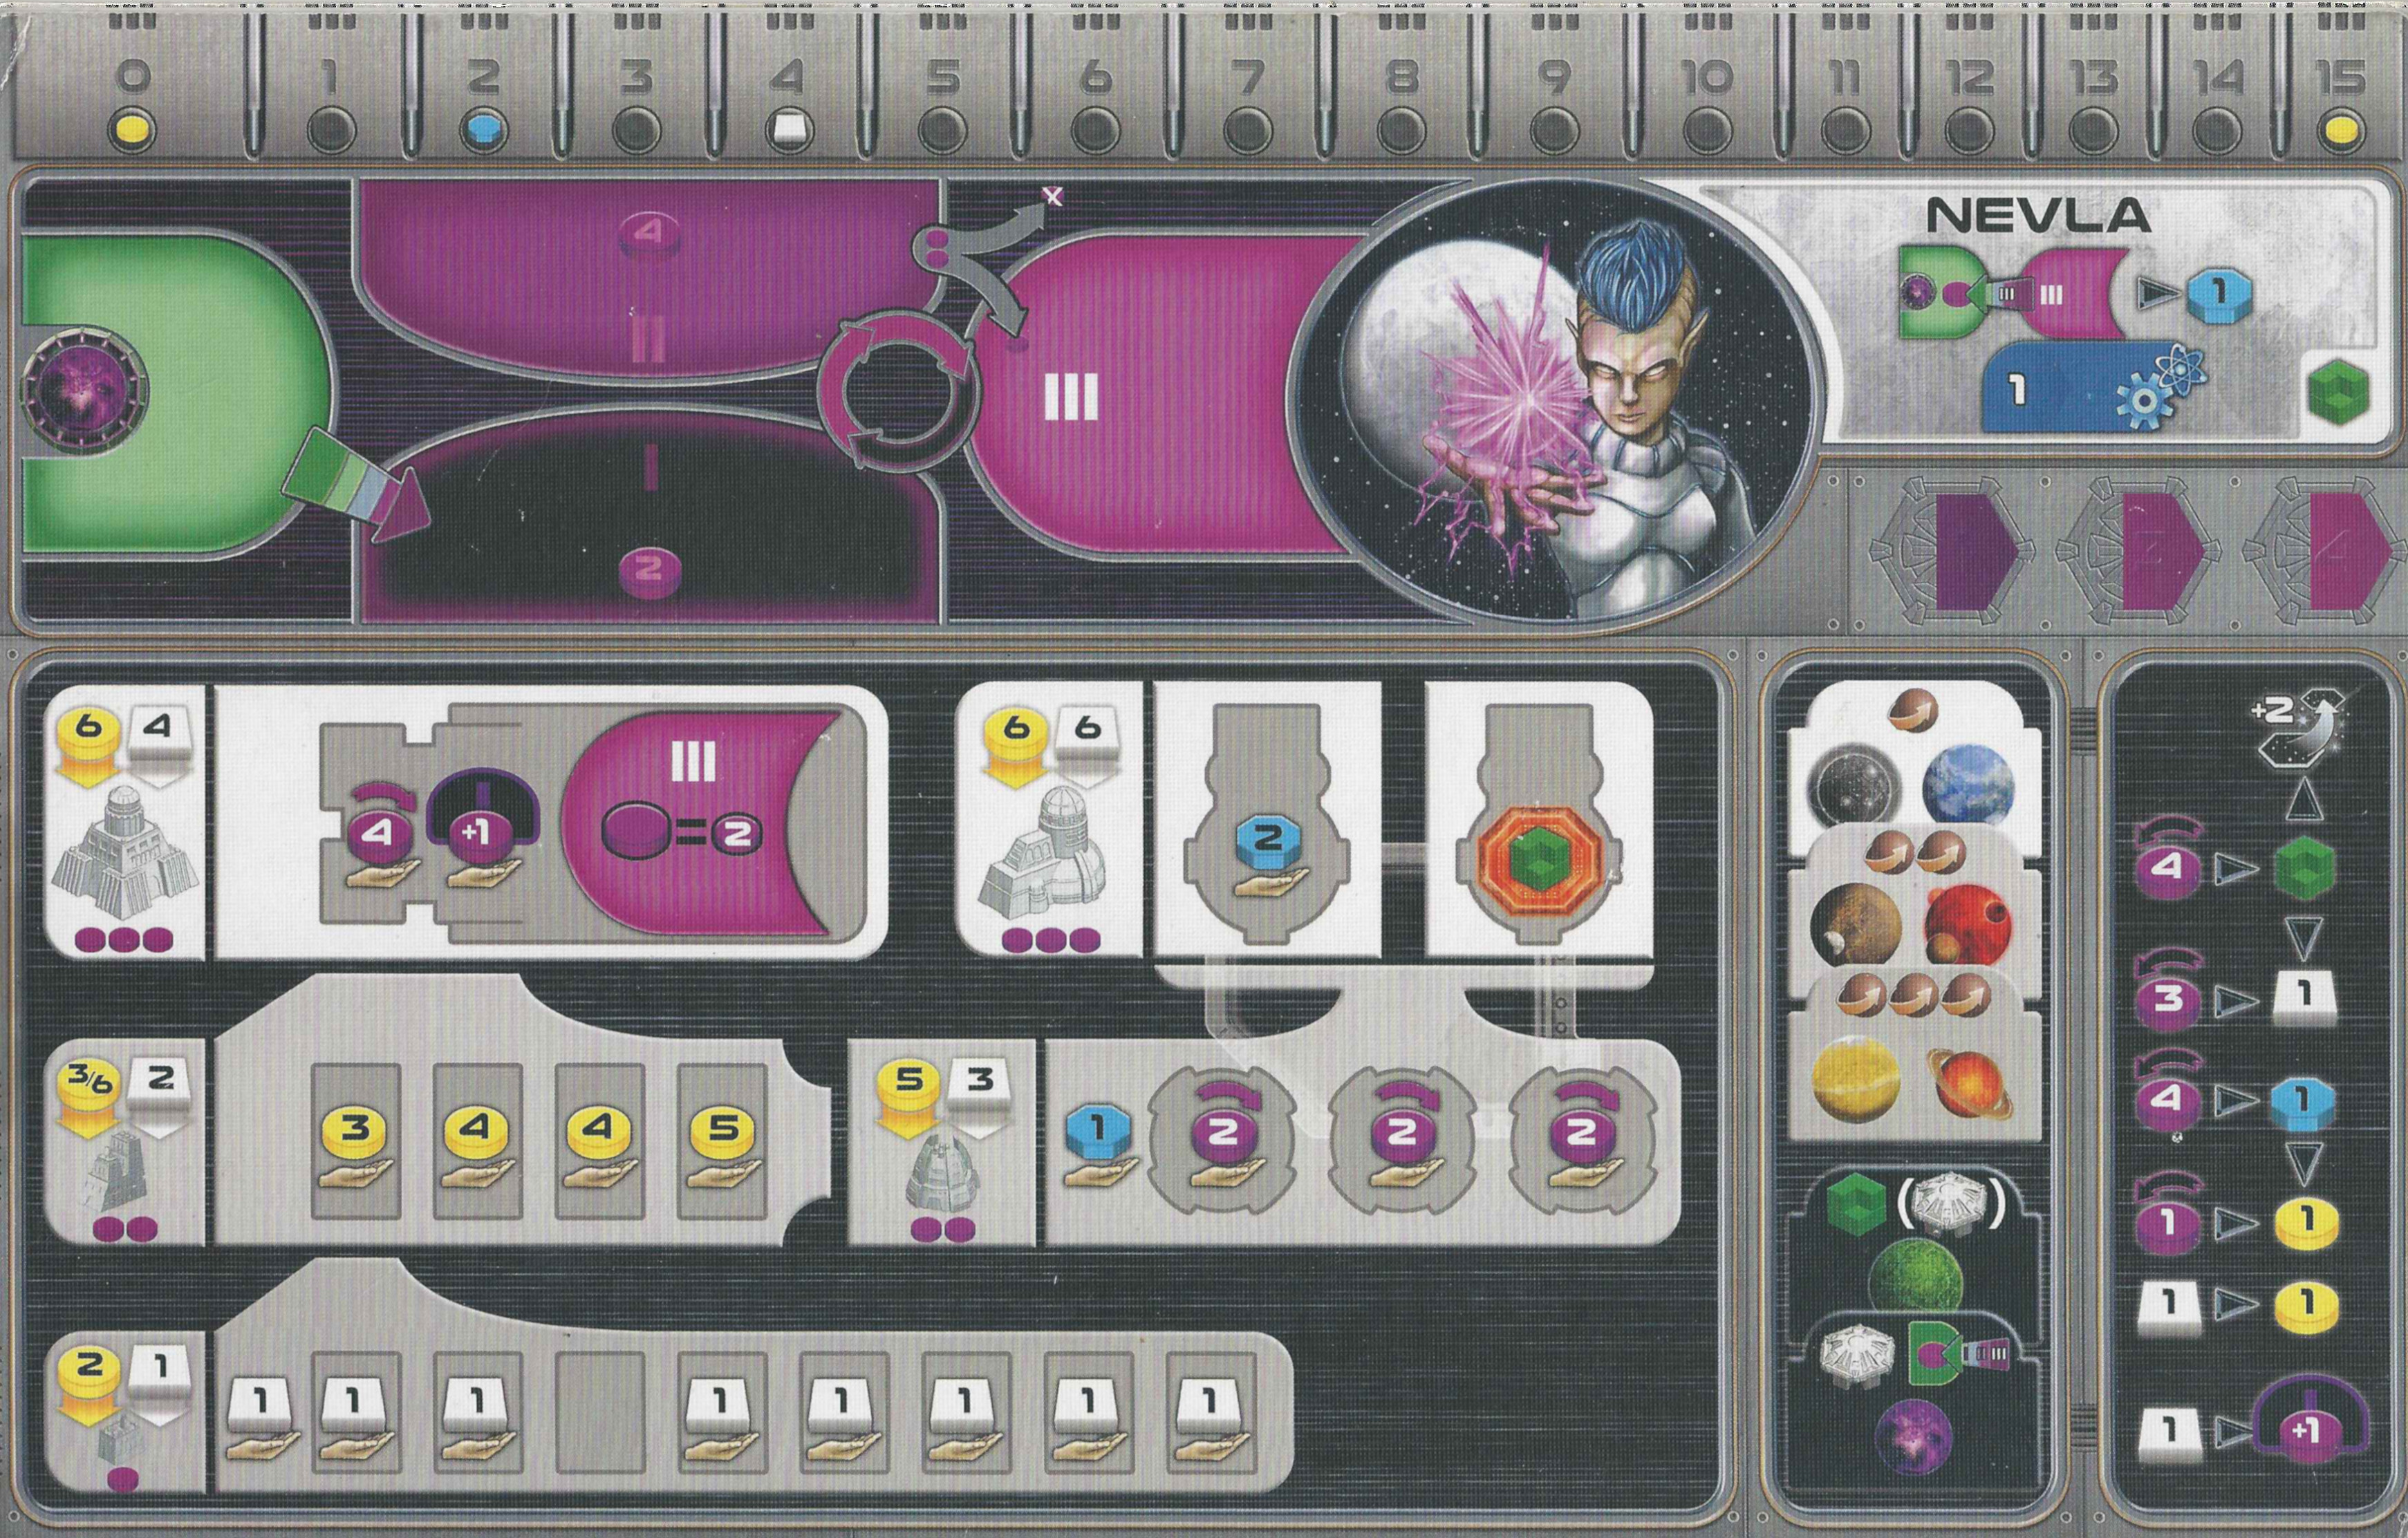 0 1 2 3 4 5 6 7 8 9 10 11 12 13 14 15
NEVLA
III 1
III
1
4
II
X
III
I
2
6 4
III
4 +1 = 2
6 6
2
3/6 2
3 4 4 5
5 3
1 2 2 2
2 1
1 1 1 1 1 1 1 1
( )
III
+2
4
3 1
4 1
1 1
1 1
1 +1